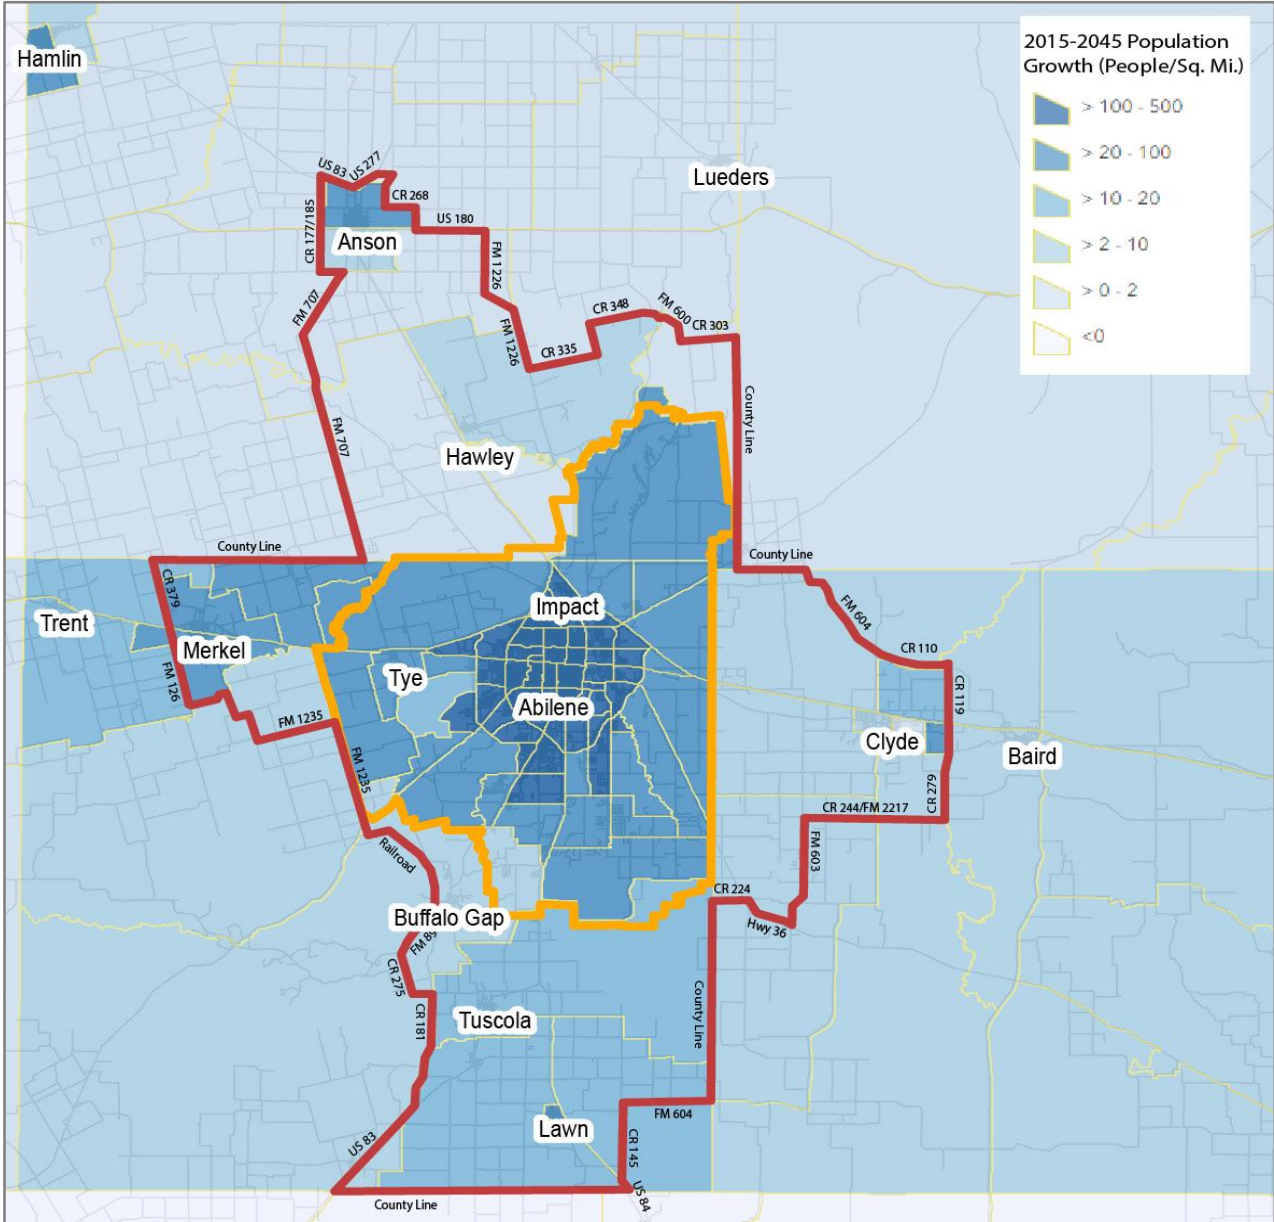 2015-2045 Population
Growth (People/Sq. Mi.)
> 100 - 500
> 20 - 100
> 10 - 20
> 2 - 10
> 0 - 2
<0
Hamlin
Lueders
US 83
US 277
CR 268
CR 177/185
US 180
Anson
FM 1226
FM 707
CR 348
FM 600
CR 303
FM 1226
CR 335
FM 707
County Line
Hawley
County Line
County Line
CR 379
Impact
FM 604
Trent
Merkel
CR 110
Tye
FM 126
CR 119
Abilene
FM 1235
Clyde
Baird
FM 1235
CR 279
CR 244/FM 2217
Railroad
FM 603
CR 224
Buffalo Gap
Hwy 36
FM 89
CR 275
CR 181
County Line
Tuscola
FM 604
Lawn
US 83
CR 145
US 84
County Line